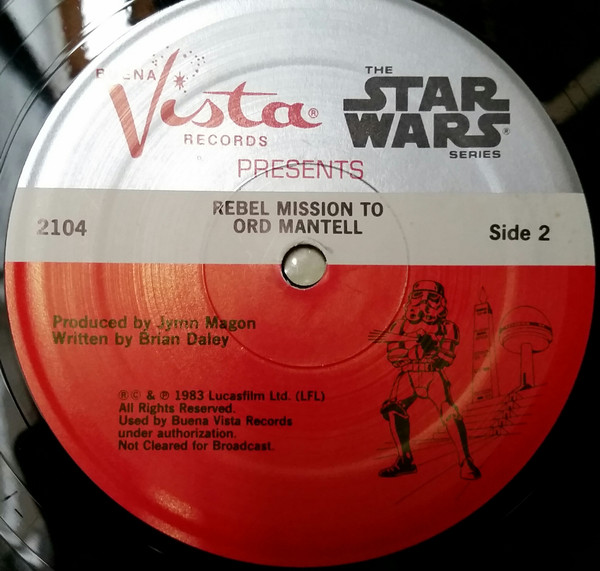 BUENA
Vista®
RECORDS
THE
STAR
WARS®
SERIES
PRESENTS
REBEL MISSION TO
ORD MANTELL
2104
Side 2
Produced by Jymn Magon
Written by Brian Daley
®© & ℗ 1983 Lucasfilm Ltd. (LFL)
All Rights Reserved.
Used by Buena Vista Records
under authorization.
Not Cleared for Broadcast.